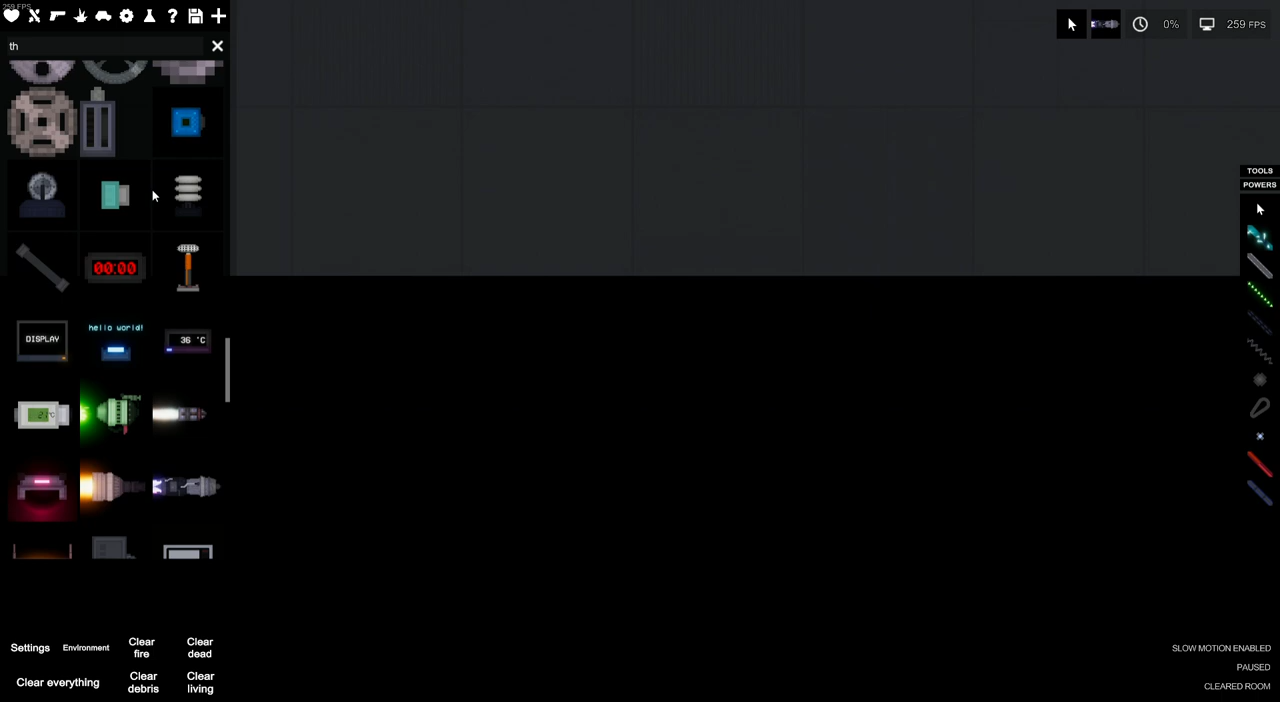 259 FPS
th
0%
259 FPS
TOOLS
POWERS
00:00
DISPLAY
hello world!
36 °C
Settings
Environment
Clear fire
Clear dead
Clear everything
Clear debris
Clear living
SLOW MOTION ENABLED
PAUSED
CLEARED ROOM